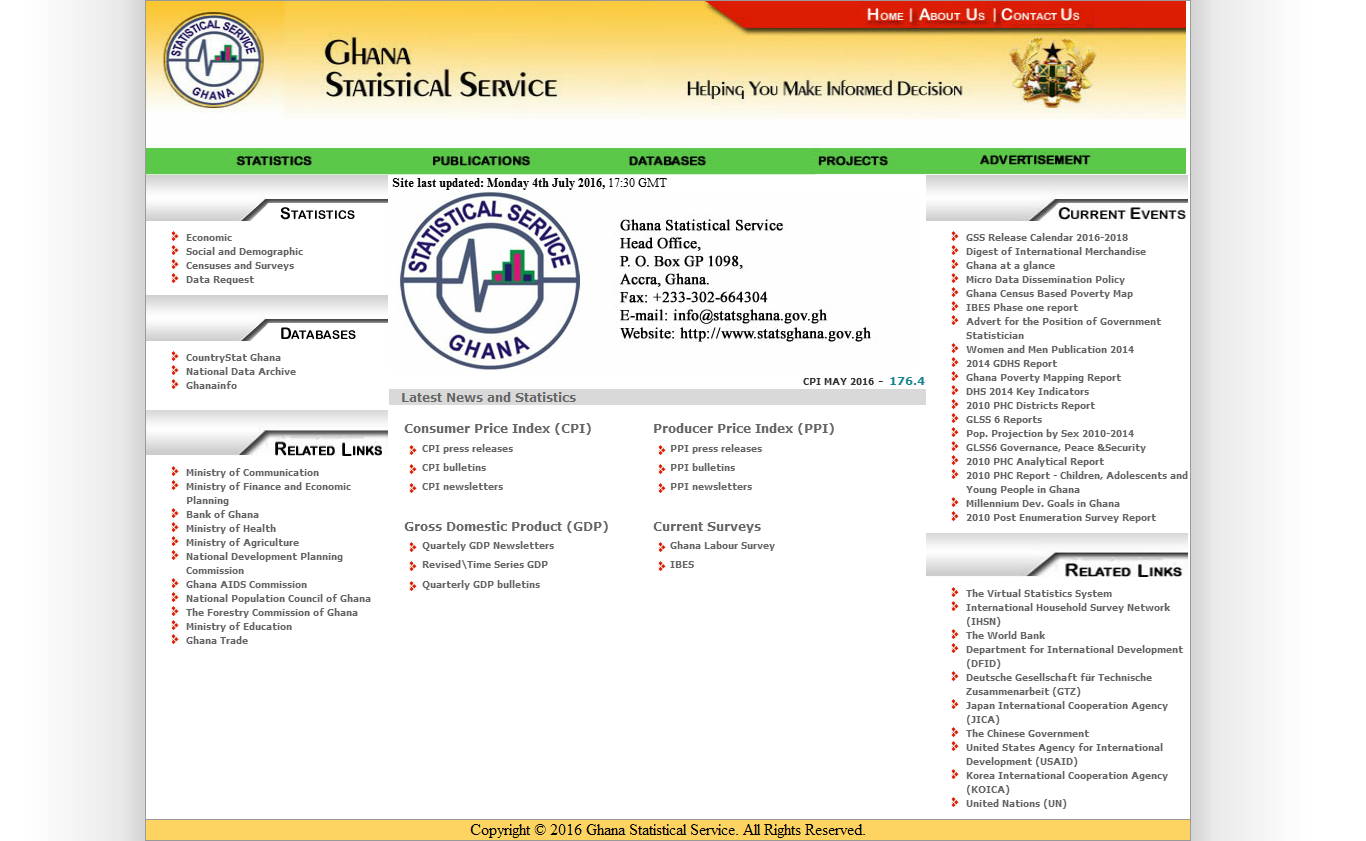 HOME | ABOUT US | CONTACT US
STATISTICAL SERVICE
GHANA
GHANA
STATISTICAL SERVICE
HELPING YOU MAKE INFORMED DECISION
STATISTICS PUBLICATIONS DATABASES PROJECTS ADVERTISEMENT
STATISTICS
Economic
Social and Demographic
Censuses and Surveys
Data Request
DATABASES
CountryStat Ghana
National Data Archive
Ghanainfo
RELATED LINKS
Ministry of Communication
Ministry of Finance and Economic
Planning
Bank of Ghana
Ministry of Health
Ministry of Agriculture
National Development Planning
Commission
Ghana AIDS Commission
National Population Council of Ghana
The Forestry Commission of Ghana
Ministry of Education
Ghana Trade
Site last updated: Monday 4th July 2016, 17:30 GMT
STATISTICAL SERVICE
GHANA
Ghana Statistical Service
Head Office,
P. O. Box GP 1098,
Accra, Ghana.
Fax: +233-302-664304
E-mail: info@statsghana.gov.gh
Website: http://www.statsghana.gov.gh
CPI MAY 2016 - 176.4
Latest News and Statistics
Consumer Price Index (CPI)
CPI press releases
CPI bulletins
CPI newsletters
Producer Price Index (PPI)
PPI press releases
PPI bulletins
PPI newsletters
Gross Domestic Product (GDP)
Quartely GDP Newsletters
Revised\Time Series GDP
Quarterly GDP bulletins
Current Surveys
Ghana Labour Survey
IBES
CURRENT EVENTS
GSS Release Calendar 2016-2018
Digest of International Merchandise
Ghana at a glance
Micro Data Dissemination Policy
Ghana Census Based Poverty Map
IBES Phase one report
Advert for the Position of Government
Statistician
Women and Men Publication 2014
2014 GDHS Report
Ghana Poverty Mapping Report
DHS 2014 Key Indicators
2010 PHC Districts Report
GLSS 6 Reports
Pop. Projection by Sex 2010-2014
GLSS6 Governance, Peace &Security
2010 PHC Analytical Report
2010 PHC Report - Children, Adolescents and
Young People in Ghana
Millennium Dev. Goals in Ghana
2010 Post Enumeration Survey Report
RELATED LINKS
The Virtual Statistics System
International Household Survey Network
(IHSN)
The World Bank
Department for International Development
(DFID)
Deutsche Gesellschaft für Technische
Zusammenarbeit (GTZ)
Japan International Cooperation Agency
(JICA)
The Chinese Government
United States Agency for International
Development (USAID)
Korea International Cooperation Agency
(KOICA)
United Nations (UN)
Copyright © 2016 Ghana Statistical Service. All Rights Reserved.